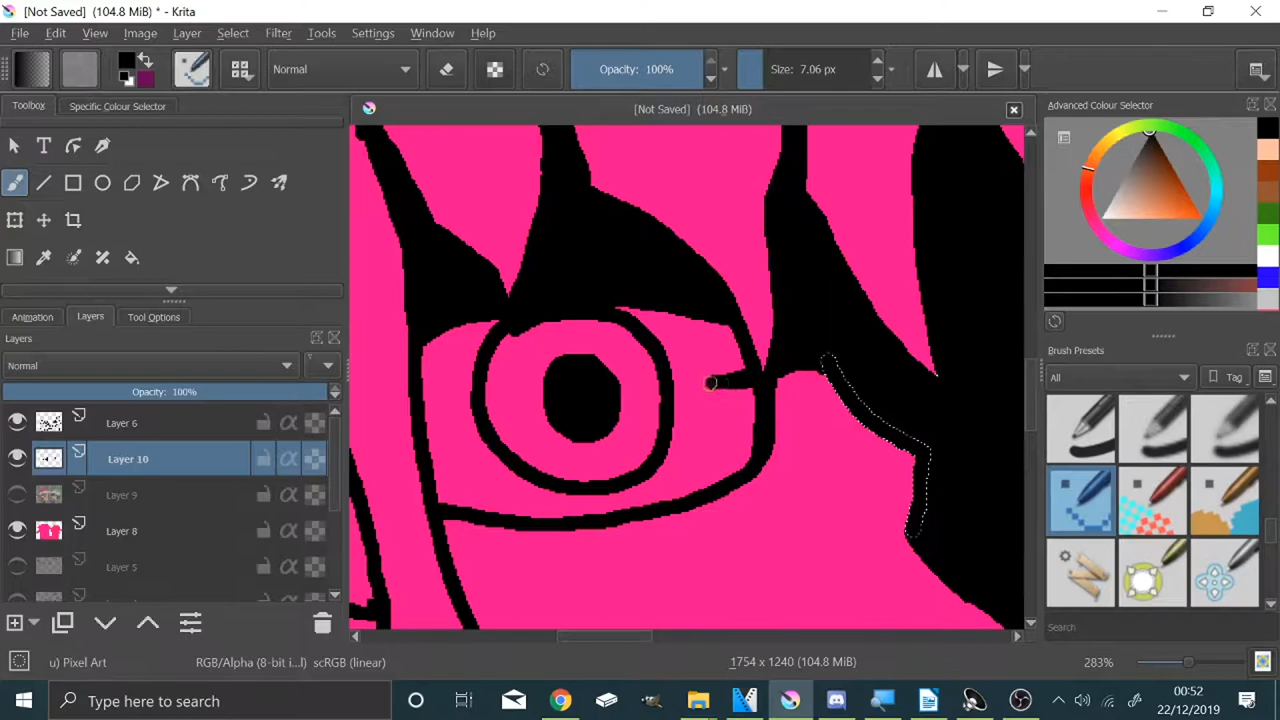 [Not Saved] (104.8 MiB) * - Krita
File Edit View Image Layer Select Filter Tools Settings Window Help
Normal
Opacity: 100%
Size: 7.06 px
Toolbox
Specific Colour Selector
[Not Saved] (104.8 MiB)
Advanced Colour Selector
Animation Layers Tool Options
Layers
Normal
Opacity: 100%
Layer 6
Layer 10
Layer 9
Layer 8
Layer 5
Brush Presets
All
Tag
Search
u) Pixel Art
RGB/Alpha (8-bit i...l) scRGB (linear)
1754 x 1240 (104.8 MiB)
283%
Type here to search
00:52
22/12/2019